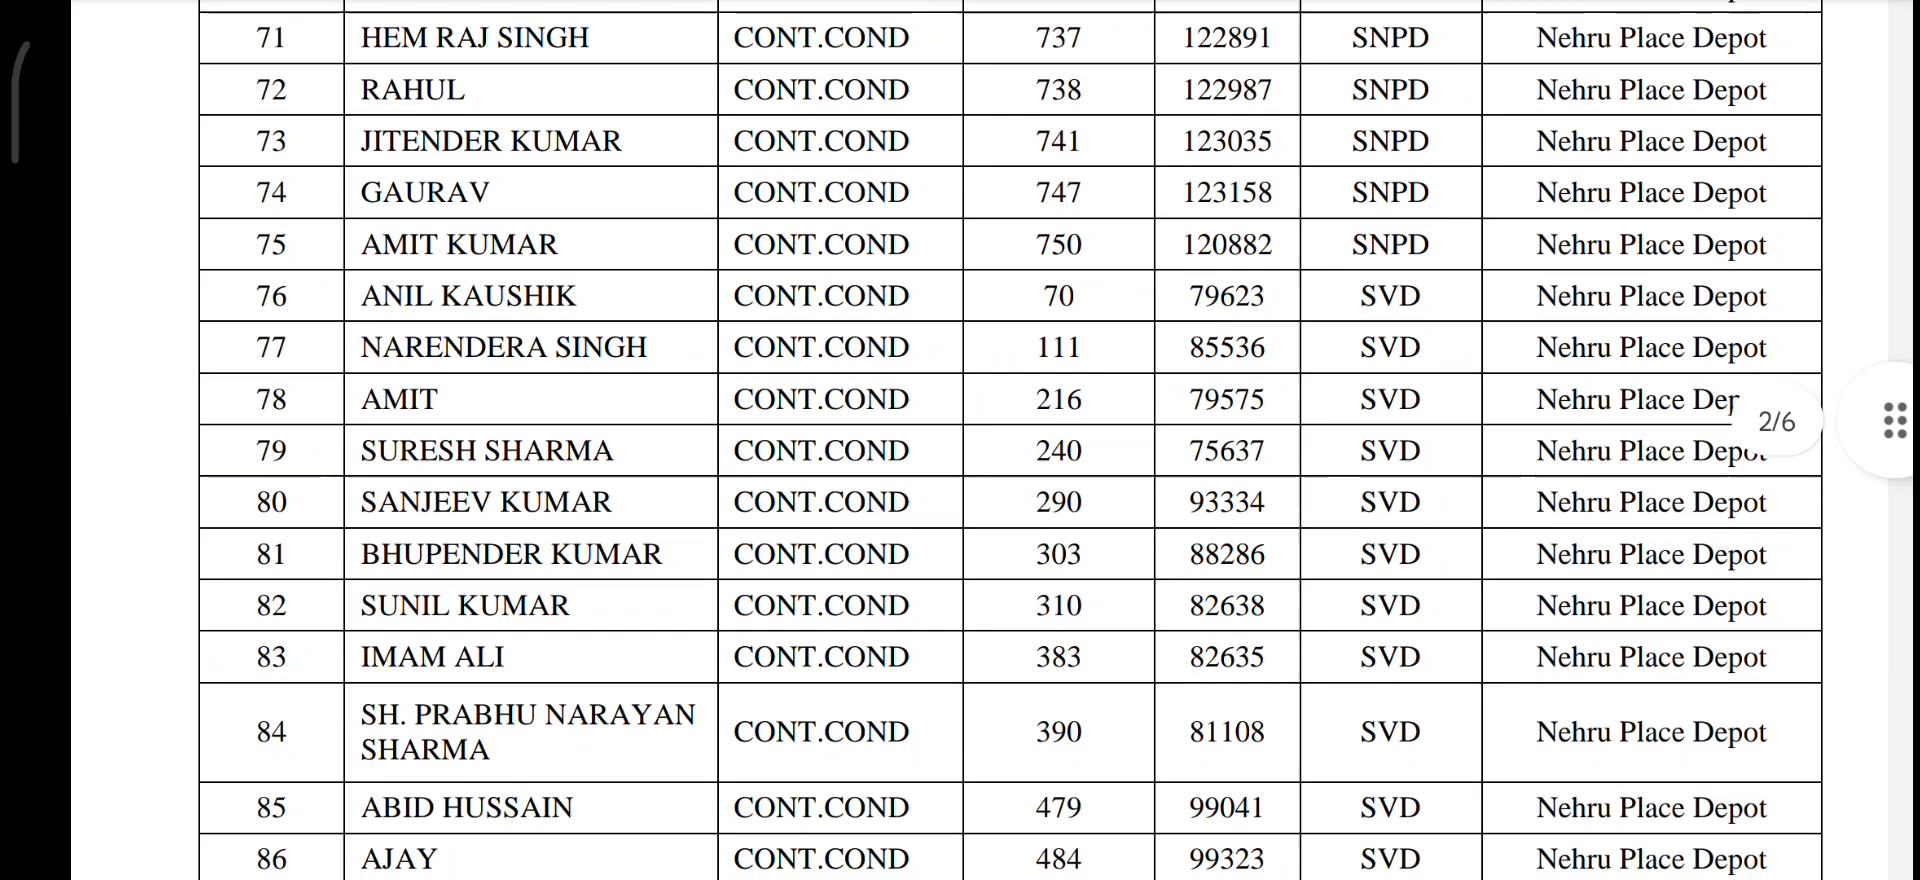 71 HEM RAJ SINGH CONT.COND 737 122891 SNPD Nehru Place Depot
72 RAHUL CONT.COND 738 122987 SNPD Nehru Place Depot
73 JITENDER KUMAR CONT.COND 741 123035 SNPD Nehru Place Depot
74 GAURAV CONT.COND 747 123158 SNPD Nehru Place Depot
75 AMIT KUMAR CONT.COND 750 120882 SNPD Nehru Place Depot
76 ANIL KAUSHIK CONT.COND 70 79623 SVD Nehru Place Depot
77 NARENDERA SINGH CONT.COND 111 85536 SVD Nehru Place Depot
78 AMIT CONT.COND 216 79575 SVD Nehru Place
2/6
79 SURESH SHARMA CONT.COND 240 75637 SVD Nehru Place Depot
80 SANJEEV KUMAR CONT.COND 290 93334 SVD Nehru Place Depot
81 BHUPENDER KUMAR CONT.COND 303 88286 SVD Nehru Place Depot
82 SUNIL KUMAR CONT.COND 310 82638 SVD Nehru Place Depot
83 IMAM ALI CONT.COND 383 82635 SVD Nehru Place Depot
84 SH. PRABHU NARAYAN
SHARMA CONT.COND 390 81108 SVD Nehru Place Depot
85 ABID HUSSAIN CONT.COND 479 99041 SVD Nehru Place Depot
86 AJAY CONT.COND 484 99323 SVD Nehru Place Depot